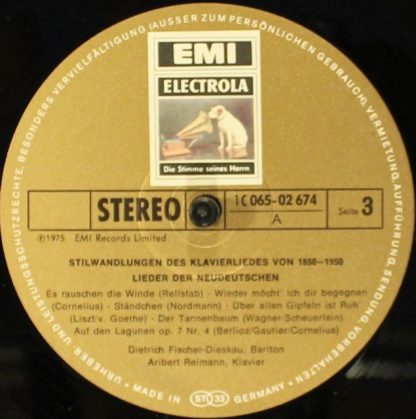 EMI
ELECTROLA
Die Stimme seines Herrn
STEREO
1C 065-02 674
A
Seite 3
℗1975 EMI Records Limited
STILWANDLUNGEN DES KLAVIERLIEDES VON 1850-1950
LIEDER DER NEUDEUTSCHEN
Es rauschen die Winde (Rellstab) · Wieder möcht' ich dir begegnen
(Cornelius) · Ständchen (Nordmann) · Über allen Gipfeln ist Ruh'
(Liszt/v. Goethe) · Der Tannenbaum (Wagner/Scheuerlein)
Auf den Lagunen op. 7 Nr. 4 (Berlioz/Gautier/Cornelius)
Dietrich Fischer-Dieskau, Bariton
Aribert Reimann, Klavier
URHEBER- UND LEISTUNGSSCHUTZRECHTE, BESONDERS VERVIELFÄLTIGUNG (AUSSER ZUM PERSÖNLICHEN GEBRAUCH), VERMIETUNG, AUFFÜHRUNG, SENDUNG VORBEHALTEN
MADE IN GERMANY
ST 33